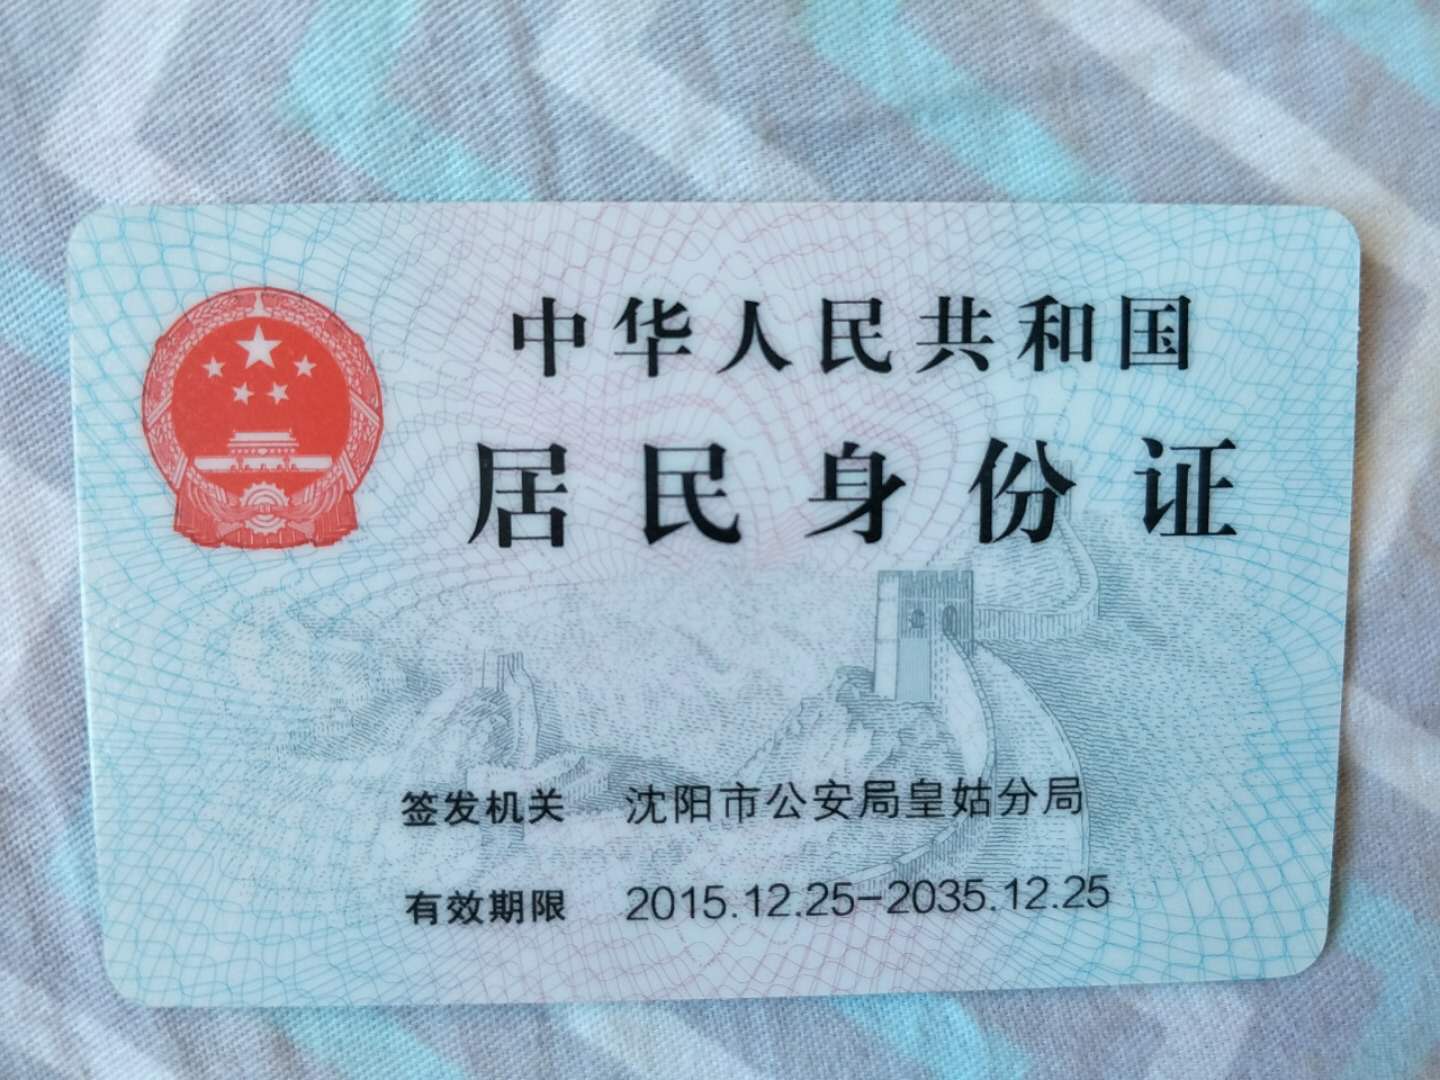 中华人民共和国
居民身份证
签发机关 沈阳市公安局皇姑分局
有效期限 2015.12.25-2035.12.25